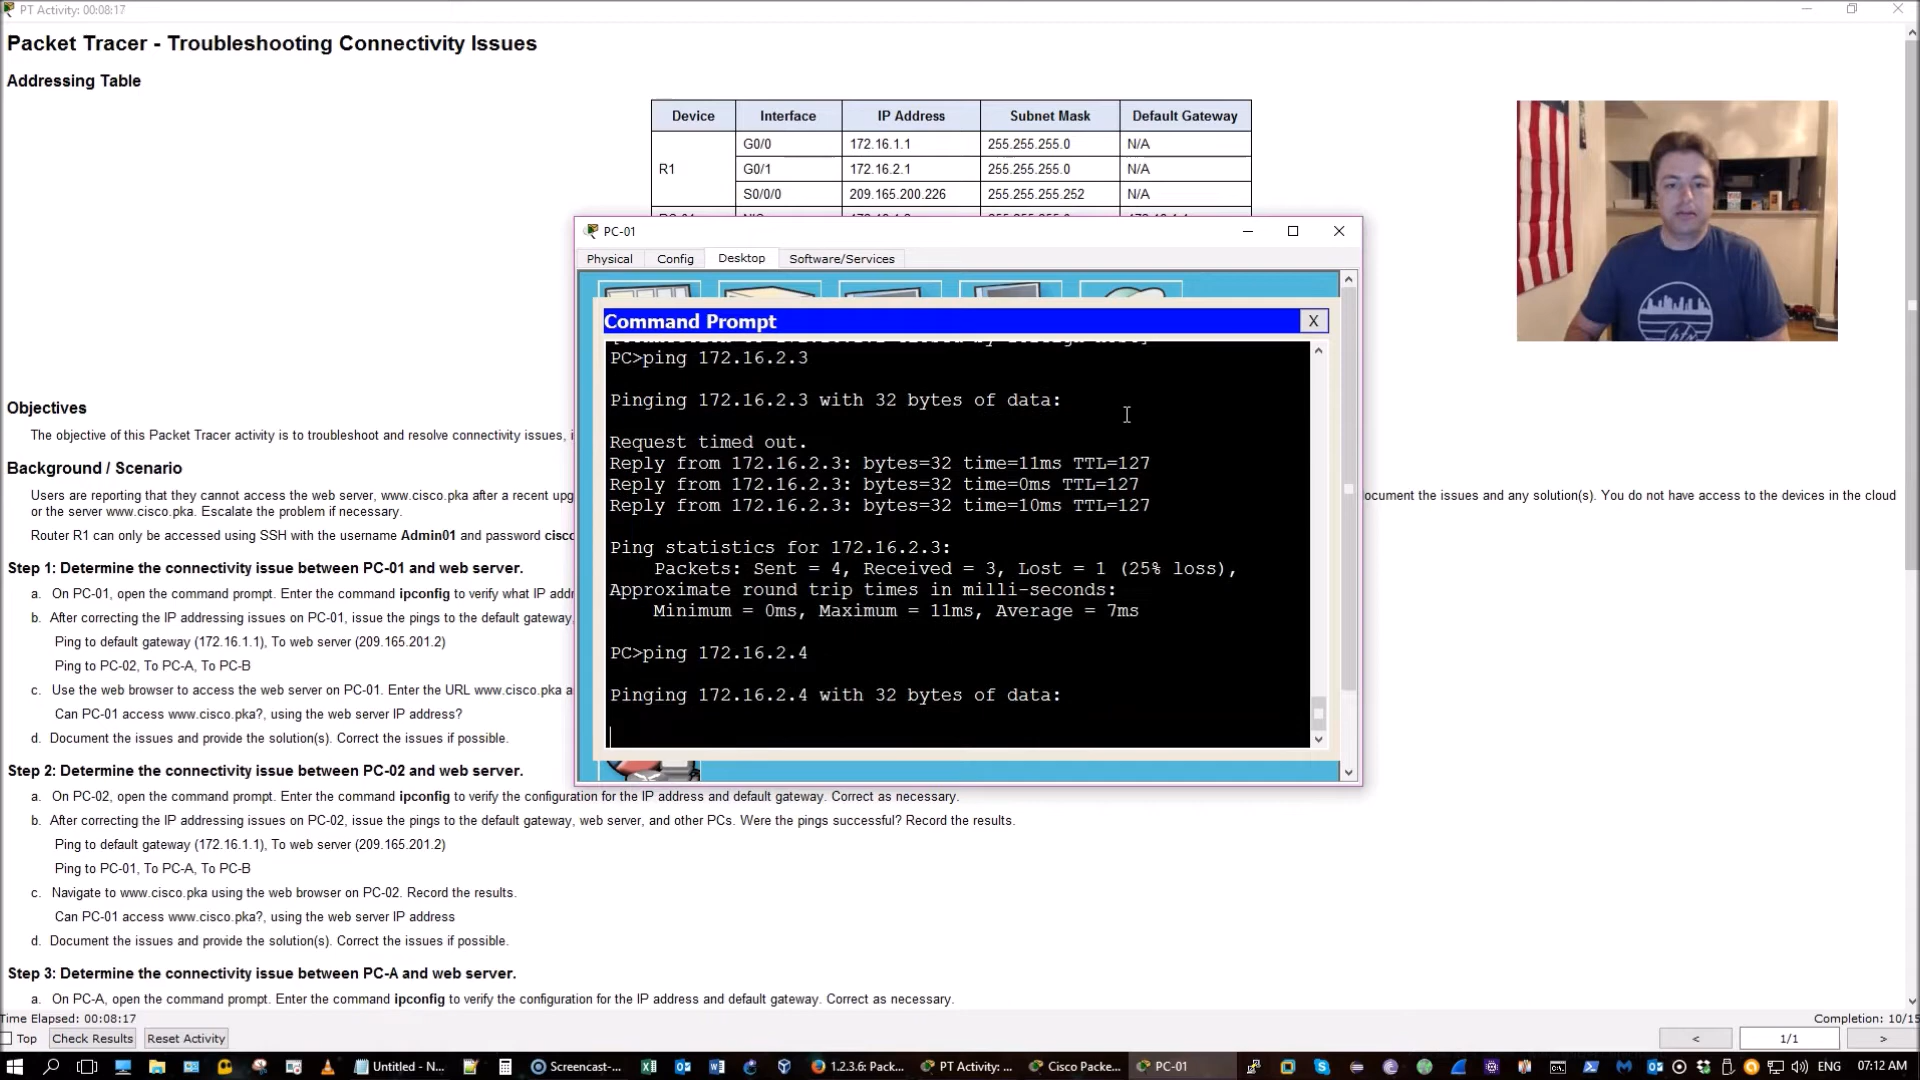 PT Activity: 00:08:17
Packet Tracer - Troubleshooting Connectivity Issues
Addressing Table
Device Interface IP Address Subnet Mask Default Gateway
R1
G0/0 172.16.1.1 255.255.255.0 N/A
G0/1 172.16.2.1 255.255.255.0 N/A
S0/0/0 209.165.200.226 255.255.255.252 N/A
PC-01
Physical Config Desktop Software/Services
Command Prompt X
PC>ping 172.16.2.3
Pinging 172.16.2.3 with 32 bytes of data:
Request timed out.
Reply from 172.16.2.3: bytes=32 time=11ms TTL=127
Reply from 172.16.2.3: bytes=32 time=0ms TTL=127
Reply from 172.16.2.3: bytes=32 time=10ms TTL=127
Ping statistics for 172.16.2.3:
Packets: Sent = 4, Received = 3, Lost = 1 (25% loss),
Approximate round trip times in milli-seconds:
Minimum = 0ms, Maximum = 11ms, Average = 7ms
PC>ping 172.16.2.4
Pinging 172.16.2.4 with 32 bytes of data:
Objectives
The objective of this Packet Tracer activity is to troubleshoot and resolve connectivity issues, i
Background / Scenario
Users are reporting that they cannot access the web server, www.cisco.pka after a recent upg ocument the issues and any solution(s). You do not have access to the devices in the cloud
or the server www.cisco.pka. Escalate the problem if necessary.
Router R1 can only be accessed using SSH with the username Admin01 and password cisco
Step 1: Determine the connectivity issue between PC-01 and web server.
a. On PC-01, open the command prompt. Enter the command ipconfig to verify what IP addr
b. After correcting the IP addressing issues on PC-01, issue the pings to the default gateway,
Ping to default gateway (172.16.1.1), To web server (209.165.201.2)
Ping to PC-02, To PC-A, To PC-B
c. Use the web browser to access the web server on PC-01. Enter the URL www.cisco.pka a
Can PC-01 access www.cisco.pka?, using the web server IP address?
d. Document the issues and provide the solution(s). Correct the issues if possible.
Step 2: Determine the connectivity issue between PC-02 and web server.
a. On PC-02, open the command prompt. Enter the command ipconfig to verify the configuration for the IP address and default gateway. Correct as necessary.
b. After correcting the IP addressing issues on PC-02, issue the pings to the default gateway, web server, and other PCs. Were the pings successful? Record the results.
Ping to default gateway (172.16.1.1), To web server (209.165.201.2)
Ping to PC-01, To PC-A, To PC-B
c. Navigate to www.cisco.pka using the web browser on PC-02. Record the results.
Can PC-01 access www.cisco.pka?, using the web server IP address
d. Document the issues and provide the solution(s). Correct the issues if possible.
Step 3: Determine the connectivity issue between PC-A and web server.
a. On PC-A, open the command prompt. Enter the command ipconfig to verify the configuration for the IP address and default gateway. Correct as necessary.
Time Elapsed: 00:08:17 Completion: 10/15
Top Check Results Reset Activity < 1/1 >
Untitled - N... Screencast-... 1.2.3.6: Pack... PT Activity: ... Cisco Packe... PC-01 ENG 07:12 AM